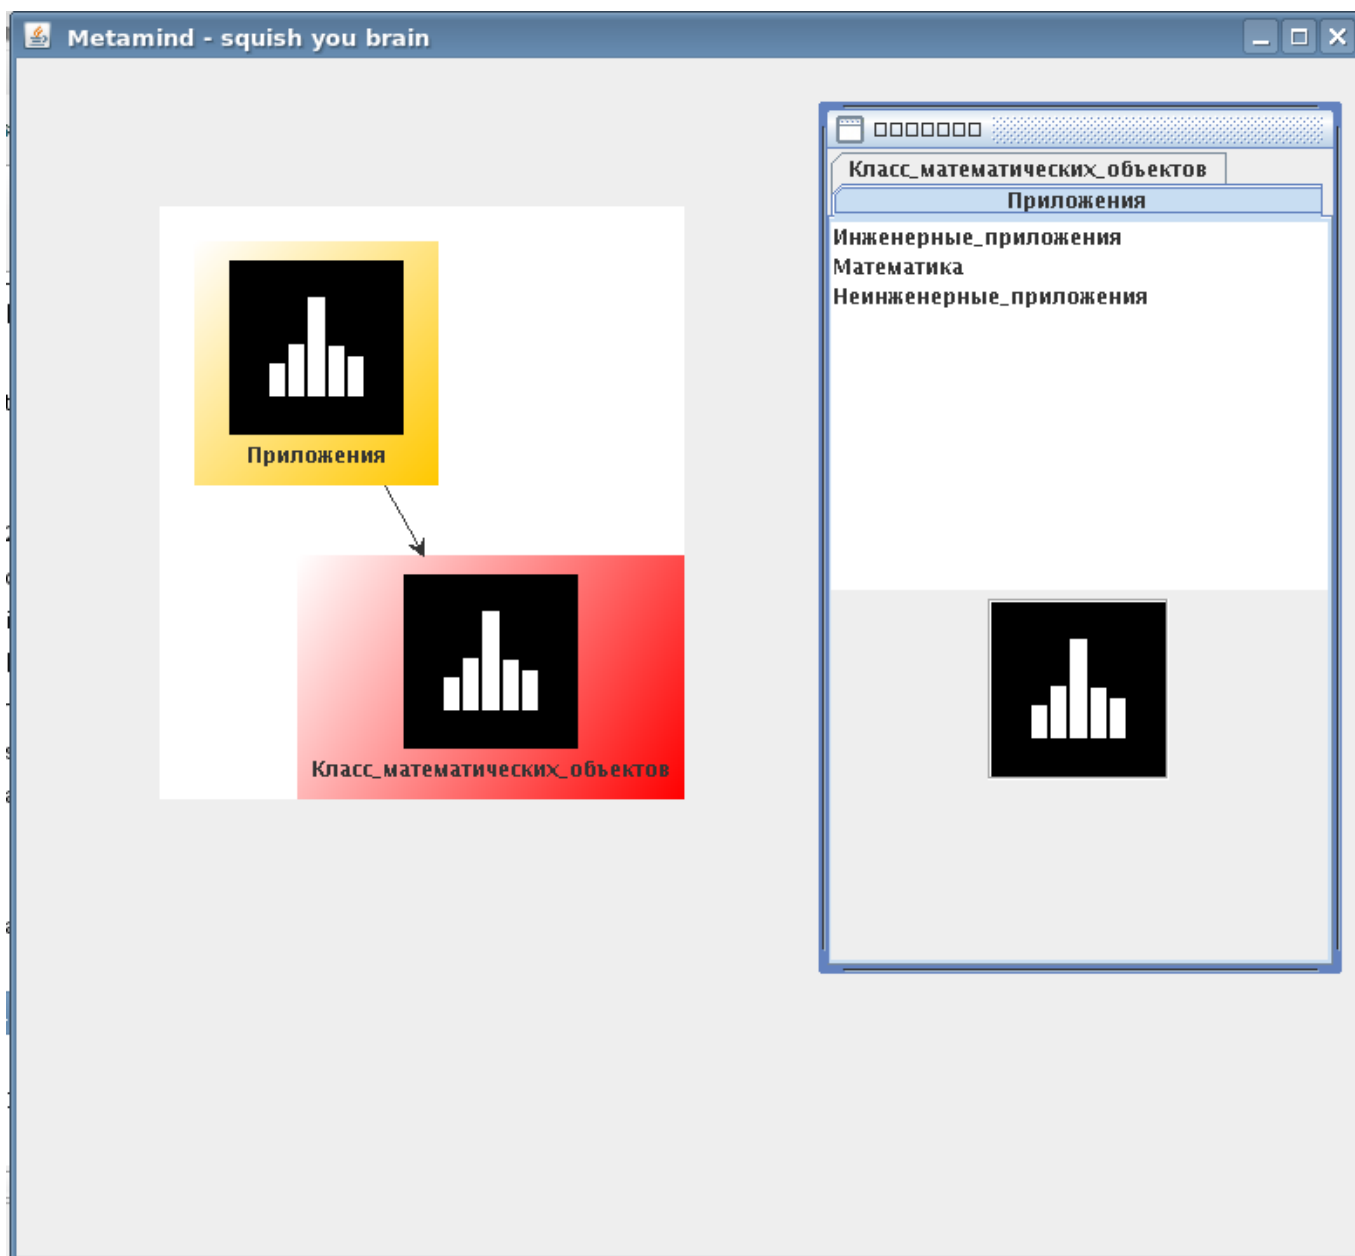 Metamind - squish you brain
Приложения
Класс_математических_объектов
Класс_математических_объектов
Приложения
Инженерные_приложения
Математика
Неинженерные_приложения